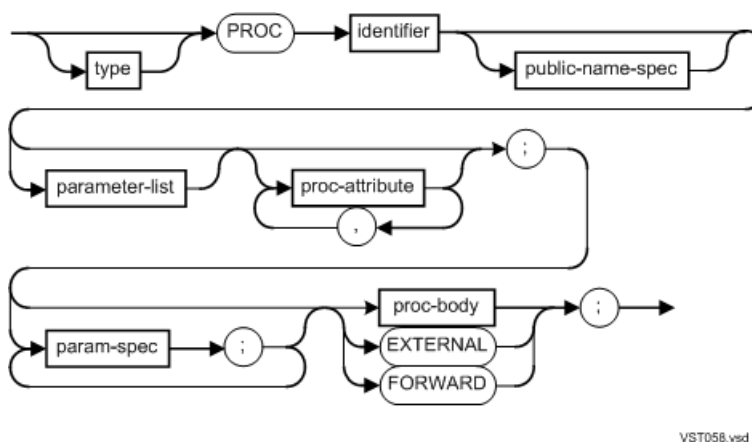 PROC
identifier
type
public-name-spec
;
parameter-list
proc-attribute
,
proc-body
;
param-spec
;
EXTERNAL
FORWARD
VST058.vsd